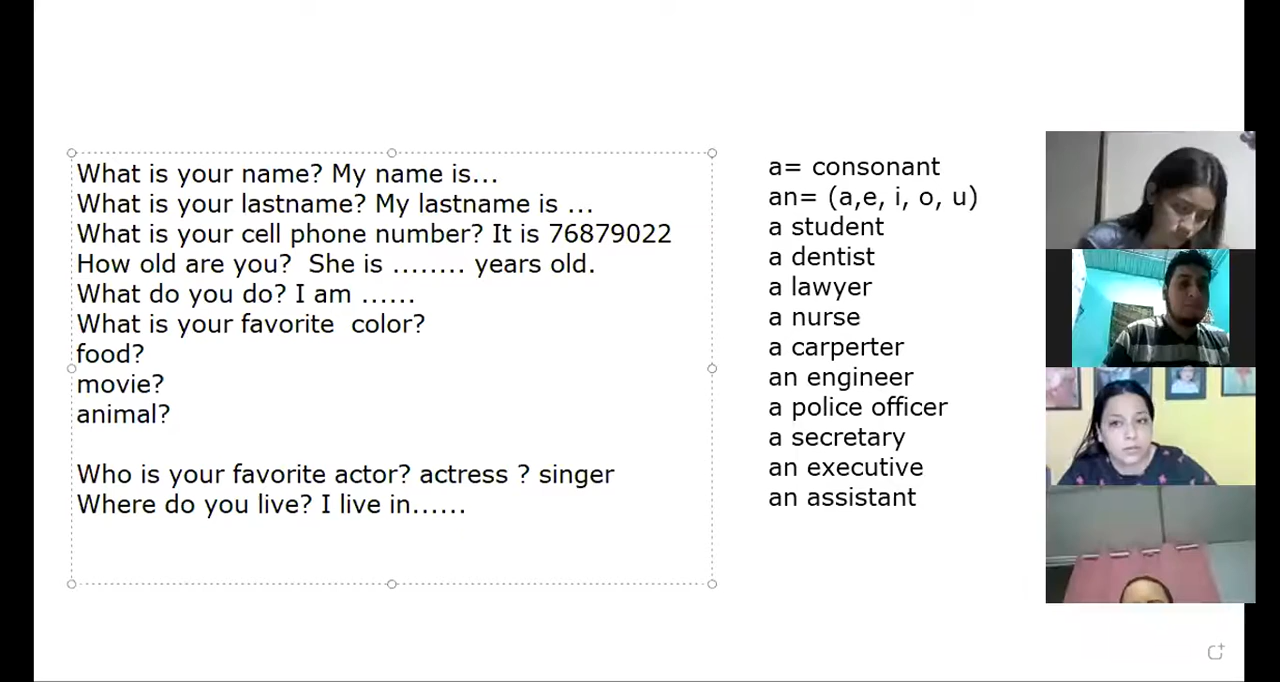 What is your name? My name is...
What is your lastname? My lastname is ...
What is your cell phone number? It is 76879022
How old are you?  She is ........ years old.
What do you do? I am ......
What is your favorite  color?
food?
movie?
animal?
Who is your favorite actor? actress ? singer
Where do you live? I live in......
a= consonant
an= (a,e, i, o, u)
a student
a dentist
a lawyer
a nurse
a carperter
an engineer
a police officer
a secretary
an executive
an assistant